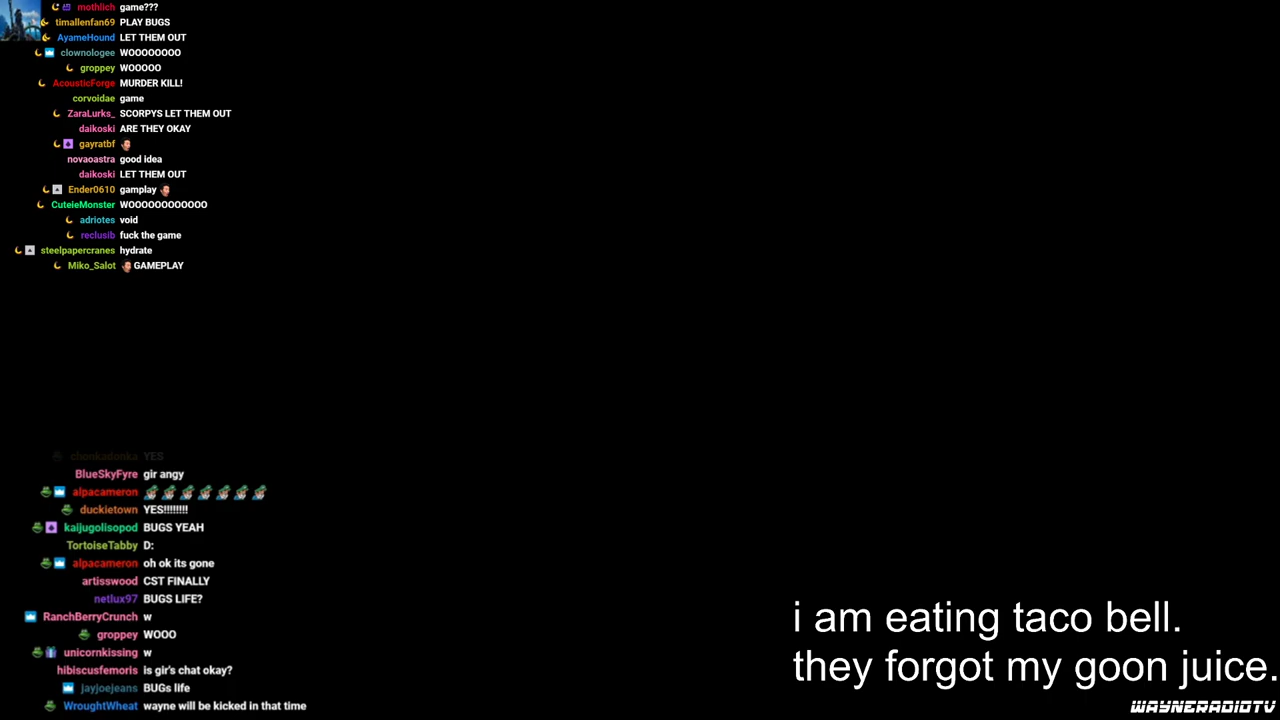 mothlich game???
timallenfan69 PLAY BUGS
AyameHound LET THEM OUT
clownologee WOOOOOOOO
groppey WOOOOO
AcousticForge MURDER KILL!
corvoidae game
ZaraLurks_ SCORPYS LET THEM OUT
daikoski ARE THEY OKAY
gayratbf
novaoastra good idea
daikoski LET THEM OUT
Ender0610 gamplay
CuteieMonster WOOOOOOOOOOOO
adriotes void
reclusib fuck the game
steelpapercranes hydrate
Miko_Salot GAMEPLAY
chonkadonka YES
BlueSkyFyre gir angy
alpacameron
duckietown YES!!!!!!!!
kaijugolisopod BUGS YEAH
TortoiseTabby D:
alpacameron oh ok its gone
artisswood CST FINALLY
netlux97 BUGS LIFE?
RanchBerryCrunch w
groppey WOOO
unicornkissing w
hibiscusfemoris is gir's chat okay?
jayjoejeans BUGs life
WroughtWheat wayne will be kicked in that time
i am eating taco bell.
they forgot my goon juice.
WAYNERADIOTV